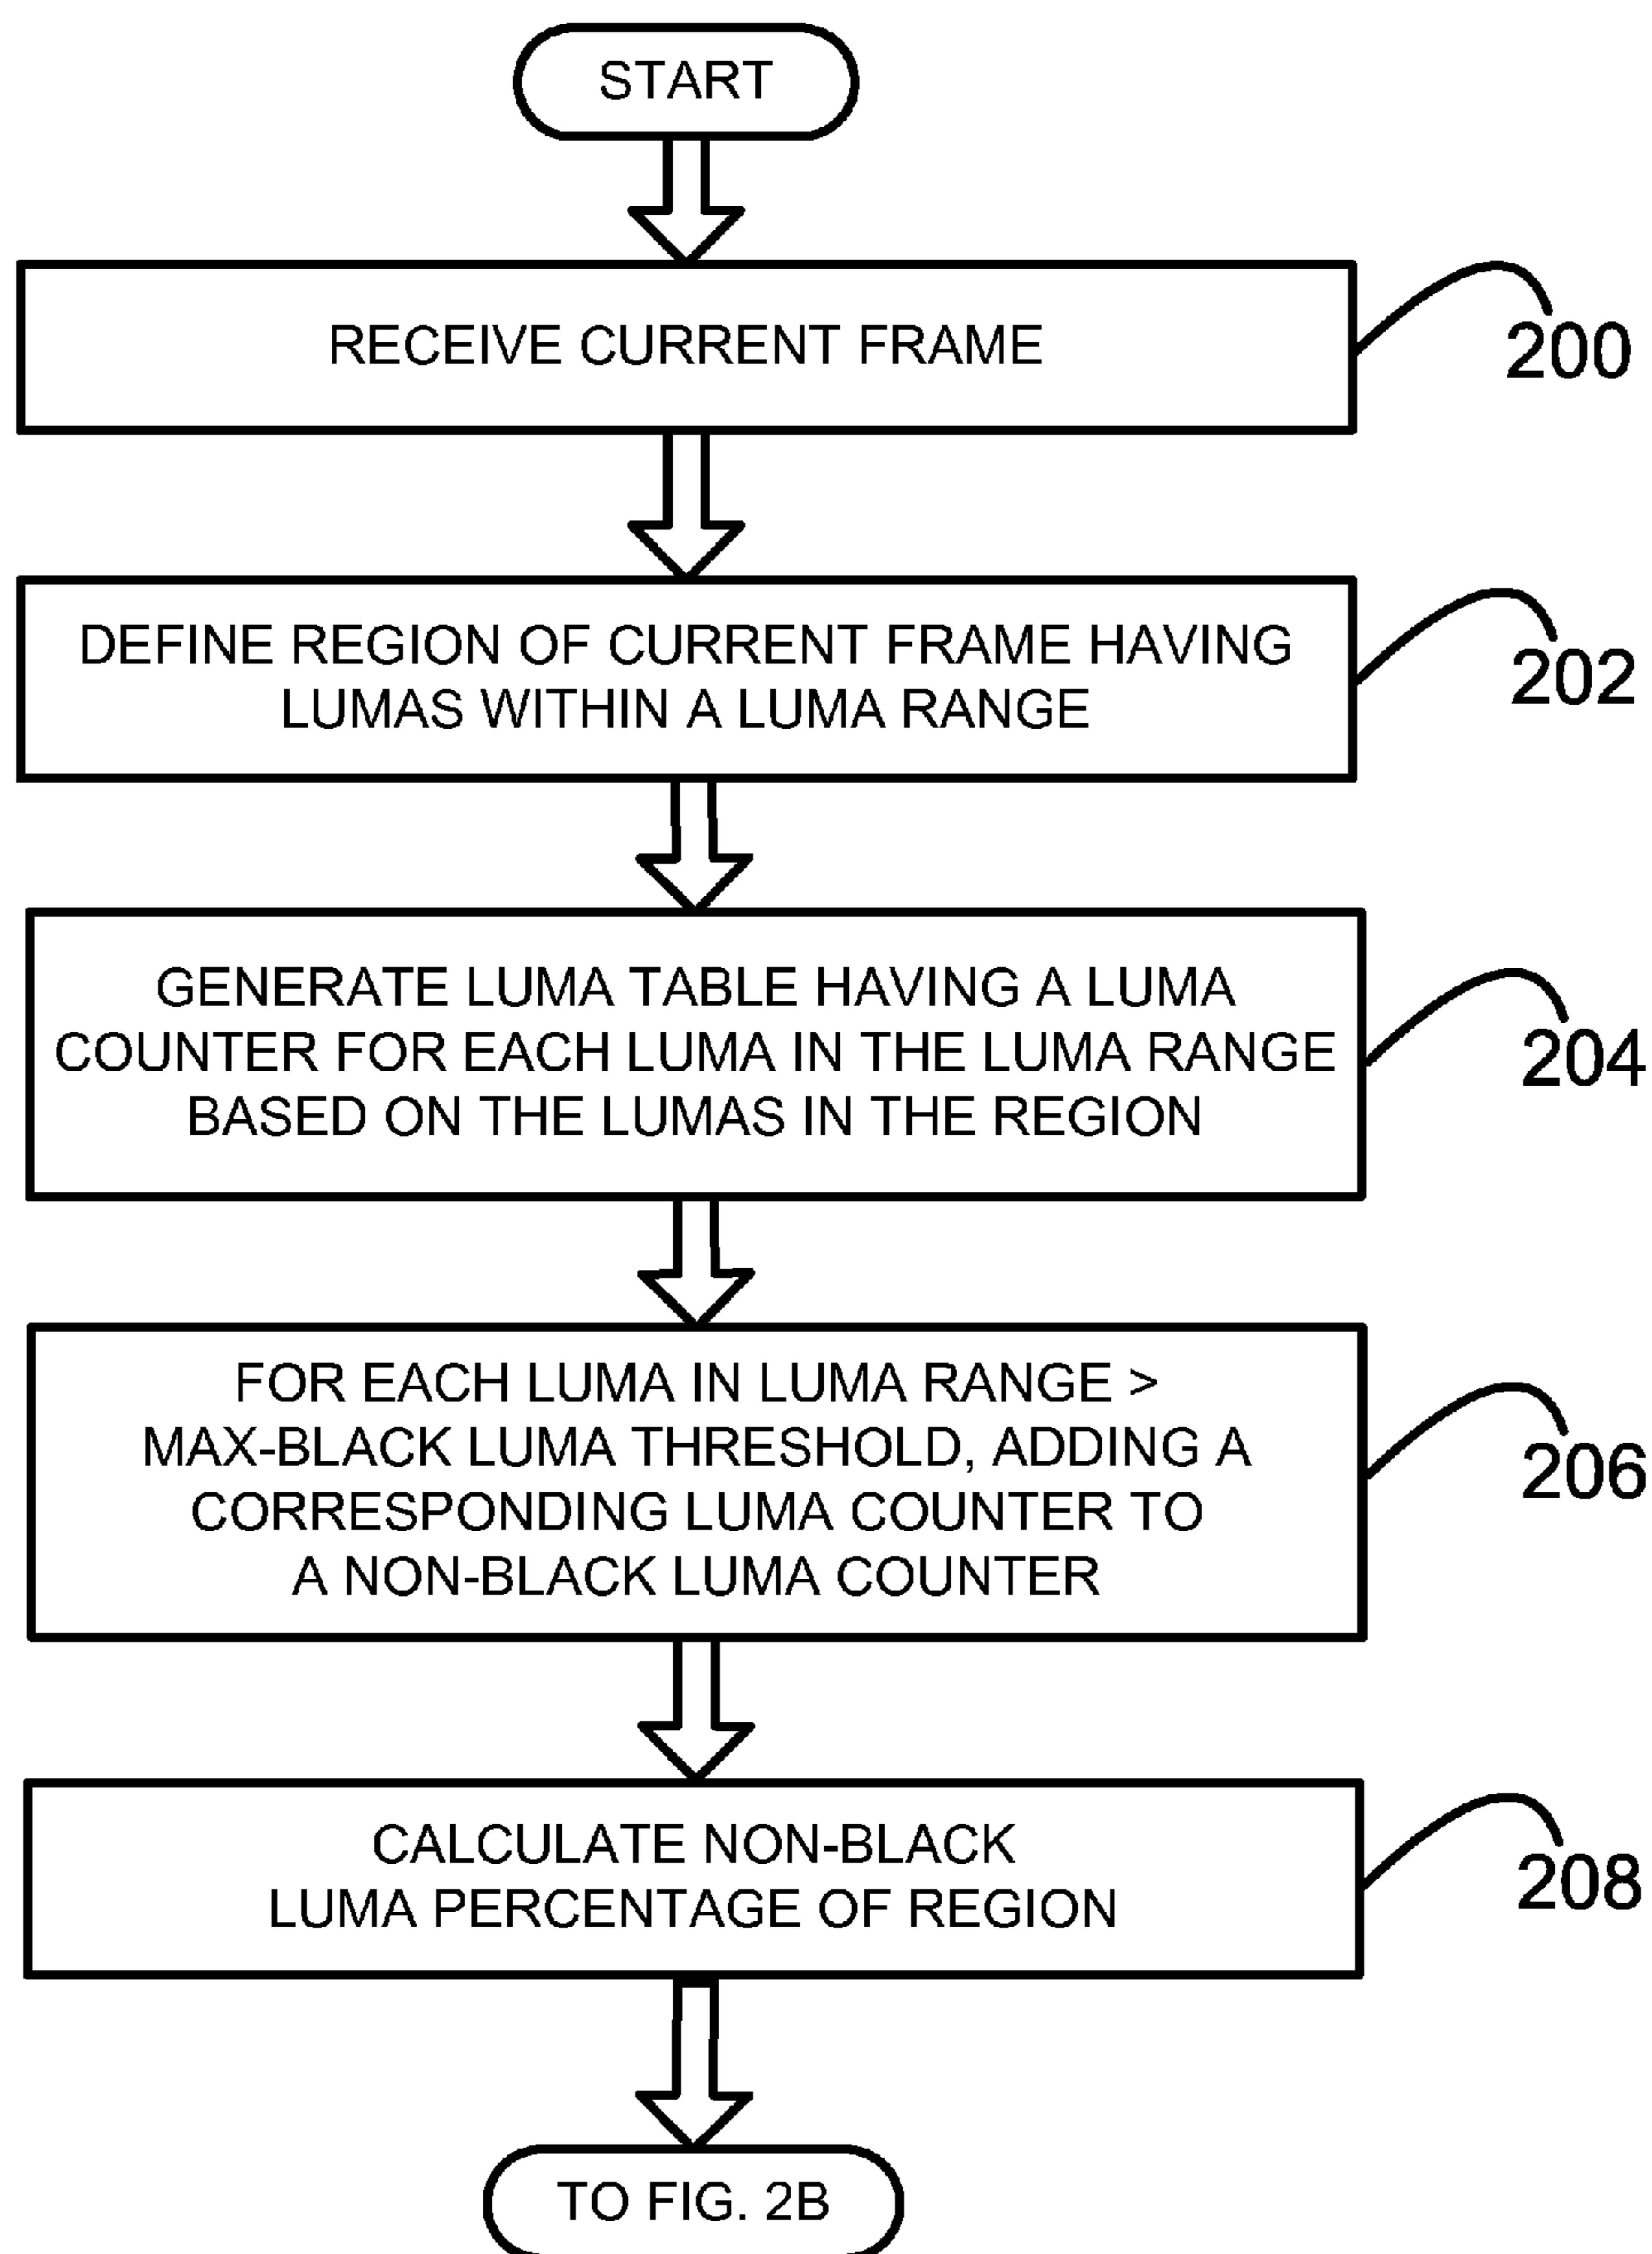 START
RECEIVE CURRENT FRAME
200
DEFINE REGION OF CURRENT FRAME HAVING
LUMAS WITHIN A LUMA RANGE
202
GENERATE LUMA TABLE HAVING A LUMA
COUNTER FOR EACH LUMA IN THE LUMA RANGE
BASED ON THE LUMAS IN THE REGION
204
FOR EACH LUMA IN LUMA RANGE >
MAX-BLACK LUMA THRESHOLD, ADDING A
CORRESPONDING LUMA COUNTER TO
A NON-BLACK LUMA COUNTER
206
CALCULATE NON-BLACK
LUMA PERCENTAGE OF REGION
208
TO FIG. 2B